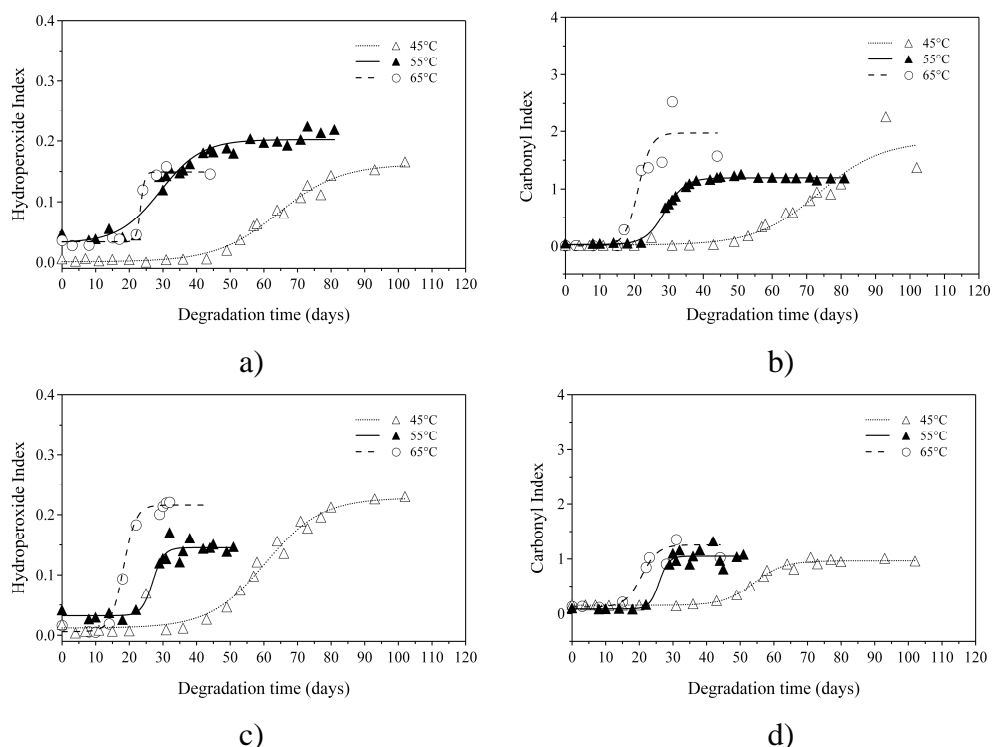 0.4
0.3
0.2
0.1
0.0
Hydroperoxide Index
45°C
55°C
65°C
0 10 20 30 40 50 60 70 80 90 100 110 120
Degradation time (days)
a)
4
3
2
1
0
Carbonyl Index
45°C
55°C
65°C
0 10 20 30 40 50 60 70 80 90 100 110 120
Degradation time (days)
b)
0.4
0.3
0.2
0.1
0.0
Hydroperoxide Index
45°C
55°C
65°C
0 10 20 30 40 50 60 70 80 90 100 110 120
Degradation time (days)
c)
4
3
2
1
0
Carbonyl Index
45°C
55°C
65°C
0 10 20 30 40 50 60 70 80 90 100 110 120
Degradation time (days)
d)